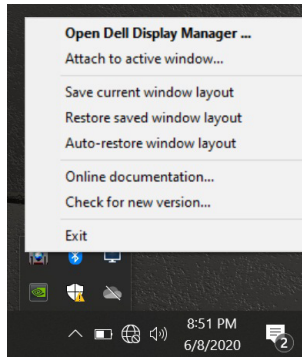 Open Dell Display Manager ...
Attach to active window...
Save current window layout
Restore saved window layout
Auto-restore window layout
Online documentation...
Check for new version...
Exit
8:51 PM
6/8/2020
2